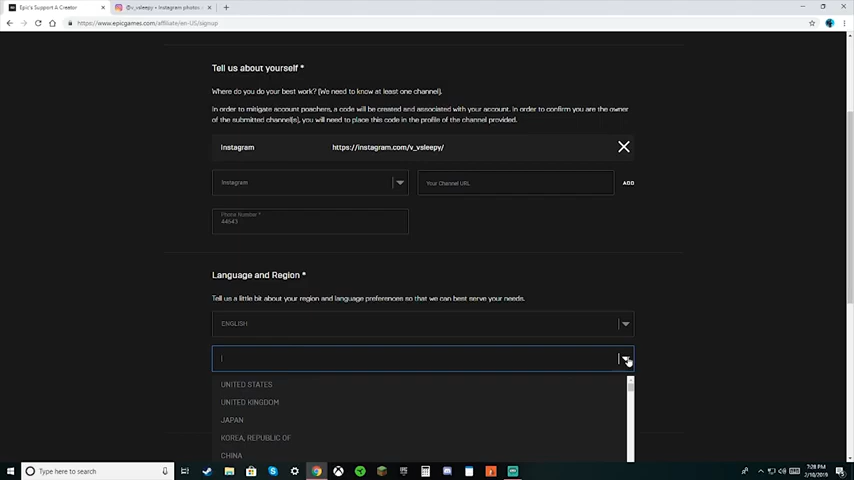 Epic's Support A Creator
@v_vsleepy • Instagram photos
https://www.epicgames.com/affiliate/en-US/signup
Tell us about yourself *
Where do you do your best work? (We need to know at least one channel).
In order to mitigate account poachers, a code will be created and associated with your account. In order to confirm you are the owner
of the submitted channel(s), you will need to place this code in the profile of the channel provided.
Instagram https://instagram.com/v_vsleepy/
Instagram Your Channel URL ADD
Phone Number *
44643
Language and Region *
Tell us a little bit about your region and language preferences so that we can best serve your needs.
ENGLISH
UNITED STATES
UNITED KINGDOM
JAPAN
KOREA, REPUBLIC OF
CHINA
Type here to search
7:28 PM
2/18/2019